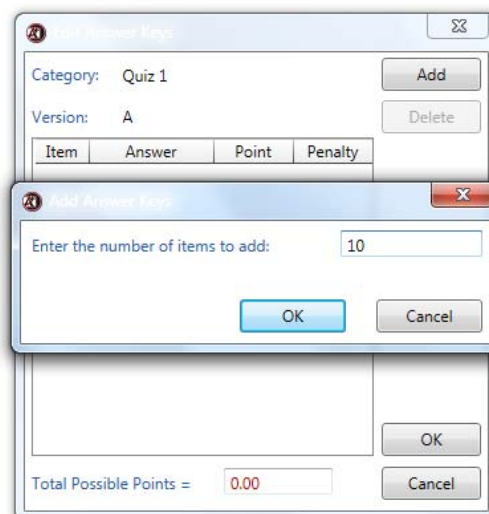 Edit Answer Keys
Category: Quiz 1
Add
Version: A
Delete
Item Answer Point Penalty
Add Answer Keys
Enter the number of items to add: 10
OK Cancel
OK
Total Possible Points = 0.00
Cancel